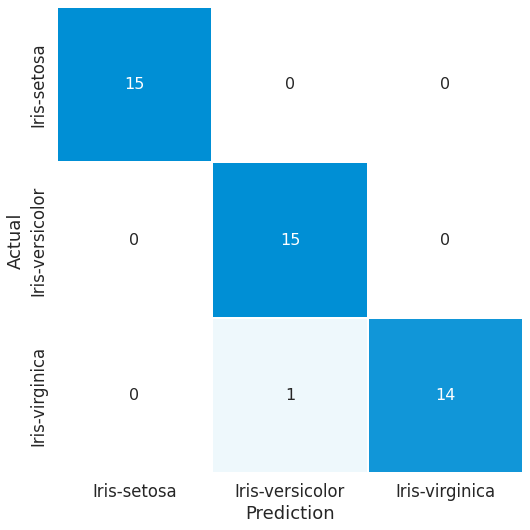 Actual
Iris-setosa
15 0 0
Iris-versicolor
0 15 0
Iris-virginica
0 1 14
Iris-setosa Iris-versicolor Iris-virginica
Prediction